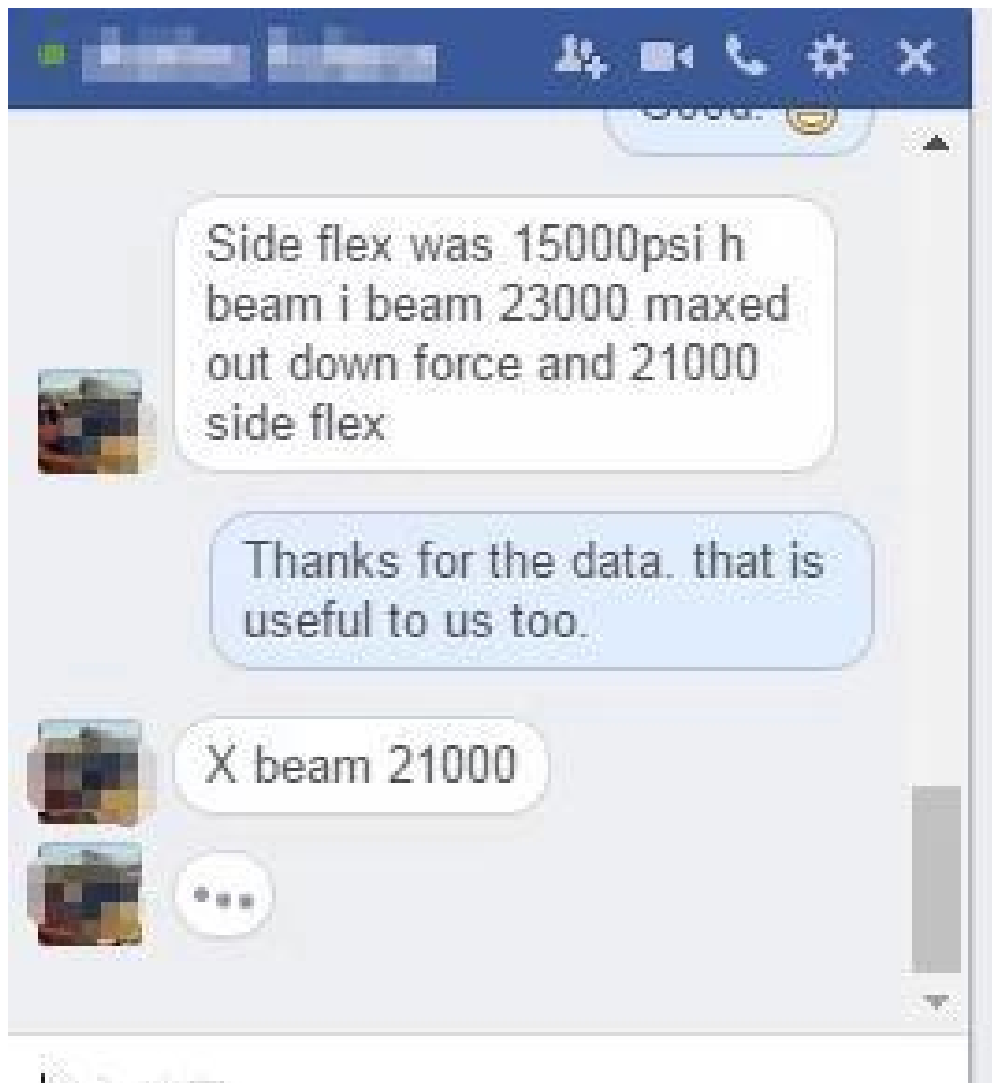 Side flex was 15000psi h
beam i beam 23000 maxed
out down force and 21000
side flex
Thanks for the data. that is
useful to us too.
X beam 21000